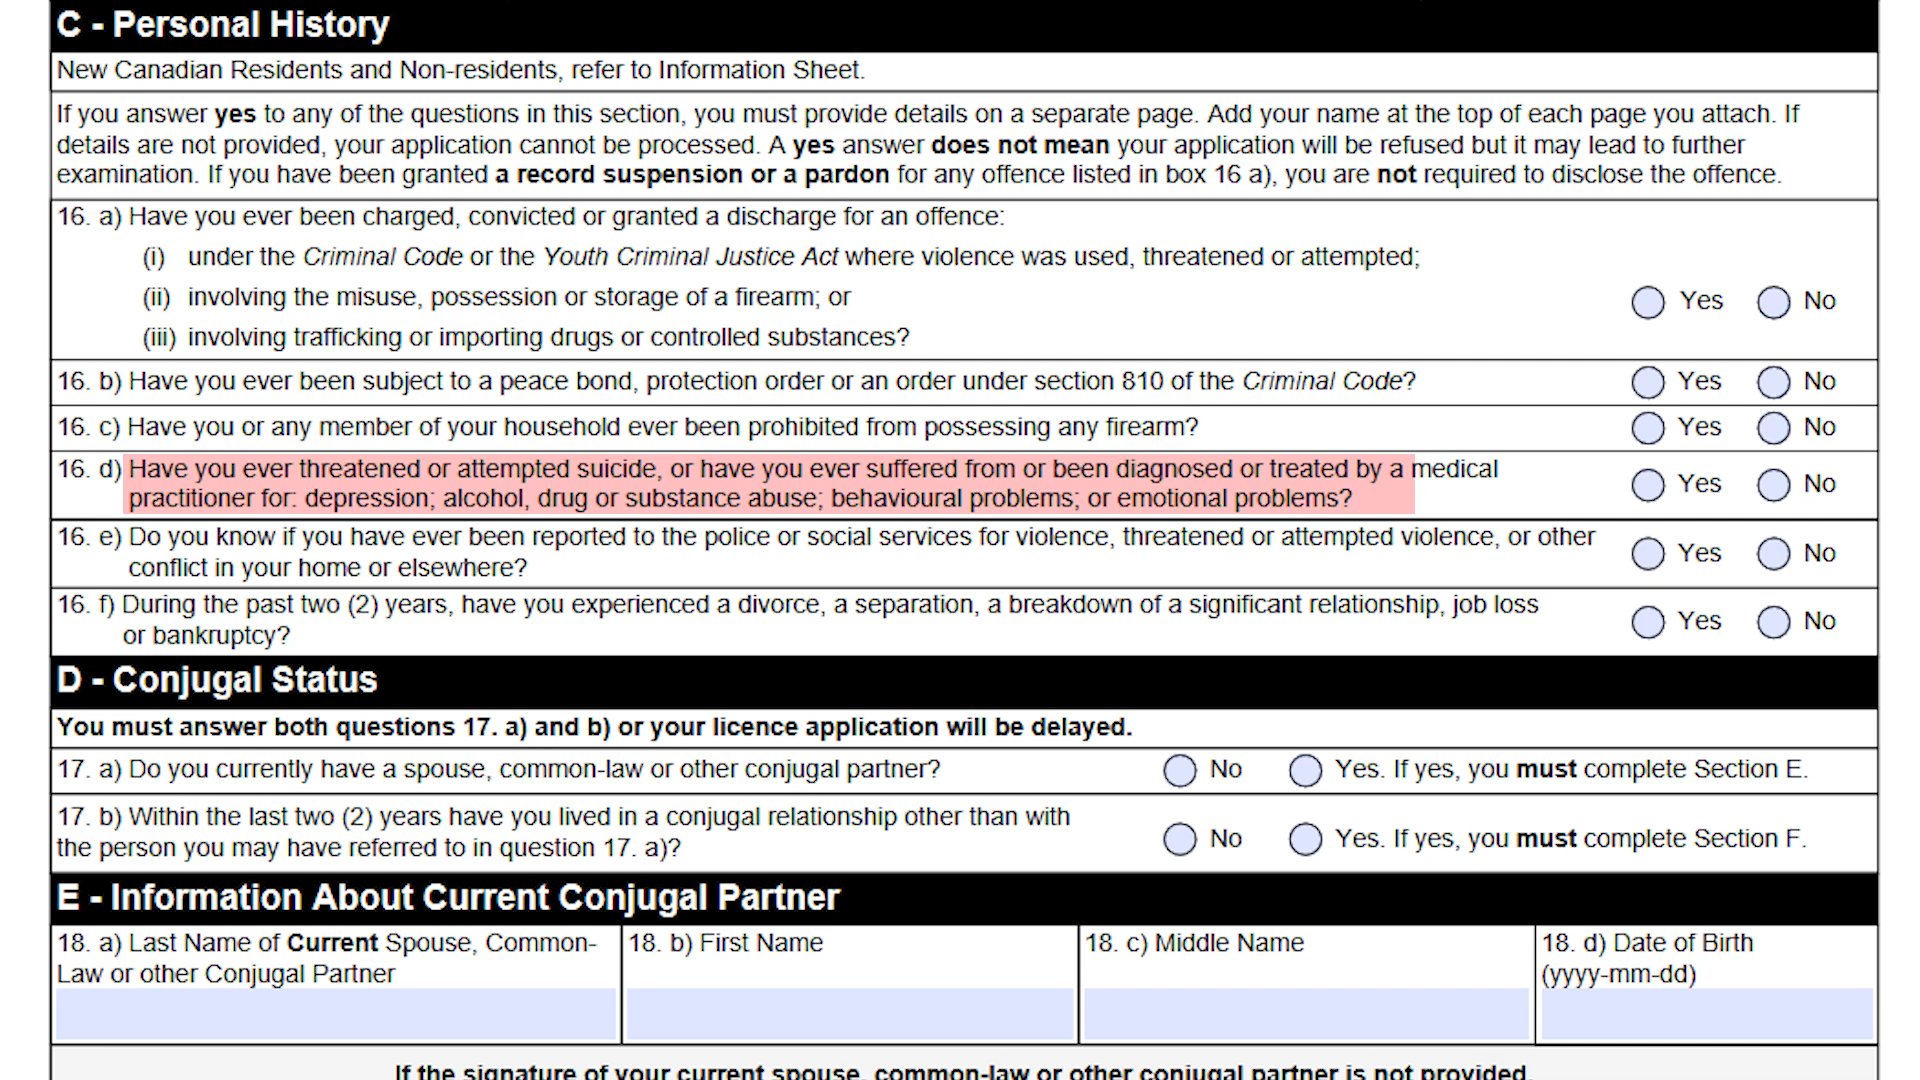 C - Personal History
New Canadian Residents and Non-residents, refer to Information Sheet.
If you answer yes to any of the questions in this section, you must provide details on a separate page. Add your name at the top of each page you attach. If
details are not provided, your application cannot be processed. A yes answer does not mean your application will be refused but it may lead to further
examination. If you have been granted a record suspension or a pardon for any offence listed in box 16 a), you are not required to disclose the offence.
16. a) Have you ever been charged, convicted or granted a discharge for an offence:
(i) under the Criminal Code or the Youth Criminal Justice Act where violence was used, threatened or attempted;
(ii) involving the misuse, possession or storage of a firearm; or
Yes No
(iii) involving trafficking or importing drugs or controlled substances?
16. b) Have you ever been subject to a peace bond, protection order or an order under section 810 of the Criminal Code? Yes No
16. c) Have you or any member of your household ever been prohibited from possessing any firearm? Yes No
16. d) Have you ever threatened or attempted suicide, or have you ever suffered from or been diagnosed or treated by a medical
practitioner for: depression; alcohol, drug or substance abuse; behavioural problems; or emotional problems? Yes No
16. e) Do you know if you have ever been reported to the police or social services for violence, threatened or attempted violence, or other
conflict in your home or elsewhere? Yes No
16. f) During the past two (2) years, have you experienced a divorce, a separation, a breakdown of a significant relationship, job loss
or bankruptcy? Yes No
D - Conjugal Status
You must answer both questions 17. a) and b) or your licence application will be delayed.
17. a) Do you currently have a spouse, common-law or other conjugal partner? No Yes. If yes, you must complete Section E.
17. b) Within the last two (2) years have you lived in a conjugal relationship other than with
the person you may have referred to in question 17. a)? No Yes. If yes, you must complete Section F.
E - Information About Current Conjugal Partner
18. a) Last Name of Current Spouse, Common-
Law or other Conjugal Partner
18. b) First Name
18. c) Middle Name
18. d) Date of Birth
(yyyy-mm-dd)
If the signature of your current spouse, common-law or other conjugal partner is not provided,